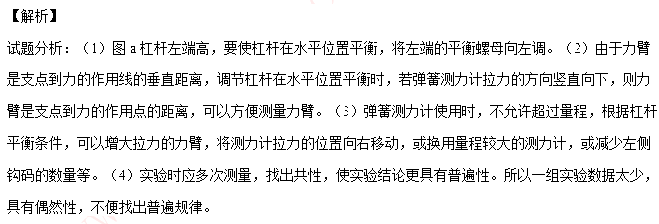 【解析】
试题分析：（1）图a杠杆左端高，要使杠杆在水平位置平衡，将左端的平衡螺母向左调。（2）由于力臂
是支点到力的作用线的垂直距离，调节杠杆在水平位置平衡时，若弹簧测力计拉力的方向竖直向下，则力
臂是支点到力的作用点的距离，可以方便测量力臂。（3）弹簧测力计使用时，不允许超过量程，根据杠杆
平衡条件，可以增大拉力的力臂，将测力计拉力的位置向右移动，或换用量程较大的测力计，或减少左侧
钩码的数量等。（4）实验时应多次测量，找出共性，使实验结论更具有普遍性。所以一组实验数据太少，
具有偶然性，不便找出普遍规律。